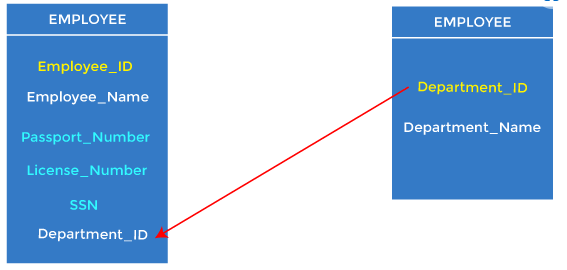 EMPLOYEE
Employee_ID
Employee_Name
Passport_Number
License_Number
SSN
Department_ID
EMPLOYEE
Department_ID
Department_Name